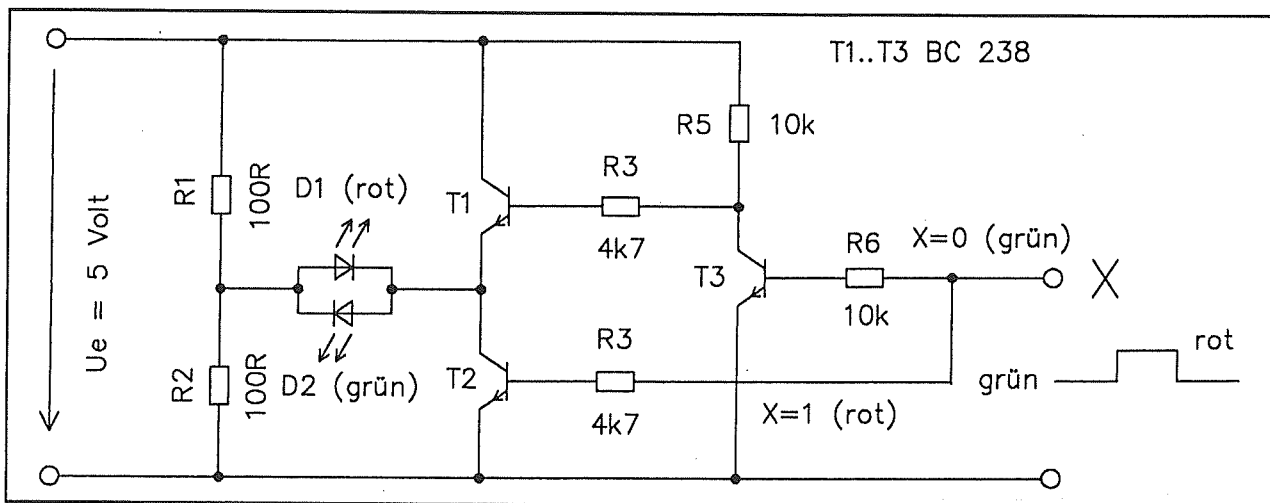 T1..T3 BC 238
R5
10k
R3
4k7
R1
100R
D1 (rot)
T1
Ue = 5 Volt
R6
10k
X=0 (grün)
X
T3
R2
100R
D2 (grün)
T2
R3
4k7
X=1 (rot)
grün
rot